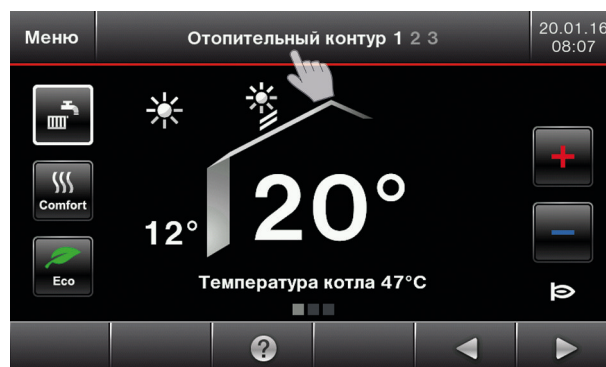 Меню
Отопительный контур 1 2 3
20.01.16
08:07
Comfort
20°
12°
Eco
Температура котла 47°C
?